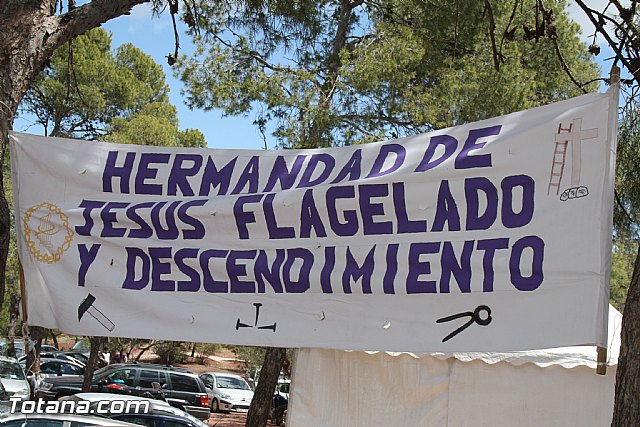 HERMANDAD DE
JESUS FLAGELADO
Y DESCENDIMIENTO
Totana.com